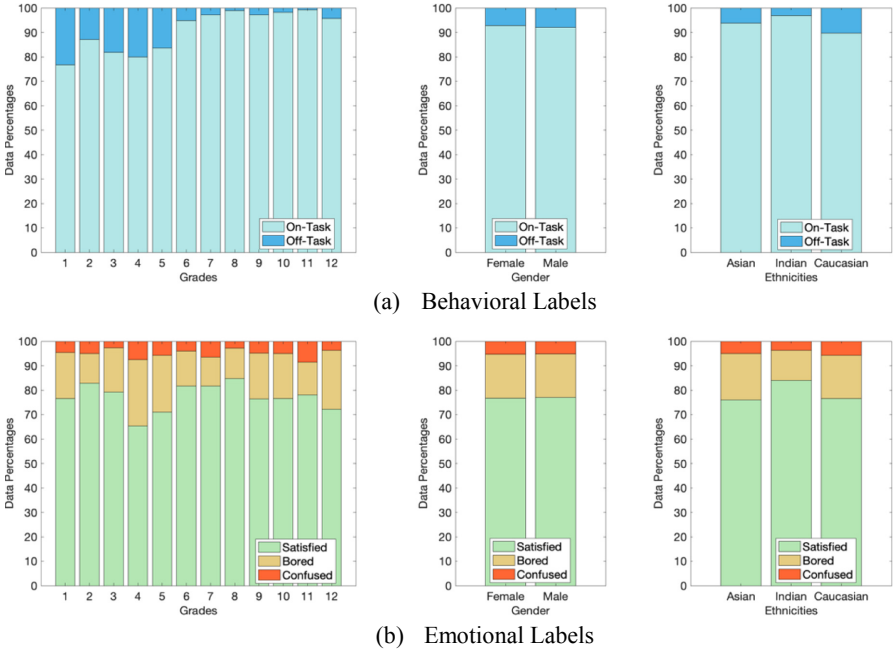 Data Percentages
100
90
80
70
60
50
40
30
20
10
0
On-Task
Off-Task
1 2 3 4 5 6 7 8 9 10 11 12
Grades
Data Percentages
100
90
80
70
60
50
40
30
20
10
0
On-Task
Off-Task
Female Male
Gender
Data Percentages
100
90
80
70
60
50
40
30
20
10
0
On-Task
Off-Task
Asian Indian Caucasian
Ethnicities
(a) Behavioral Labels
Data Percentages
100
90
80
70
60
50
40
30
20
10
0
Satisfied
Bored
Confused
1 2 3 4 5 6 7 8 9 10 11 12
Grades
Data Percentages
100
90
80
70
60
50
40
30
20
10
0
Satisfied
Bored
Confused
Female Male
Gender
Data Percentages
100
90
80
70
60
50
40
30
20
10
0
Satisfied
Bored
Confused
Asian Indian Caucasian
Ethnicities
(b) Emotional Labels